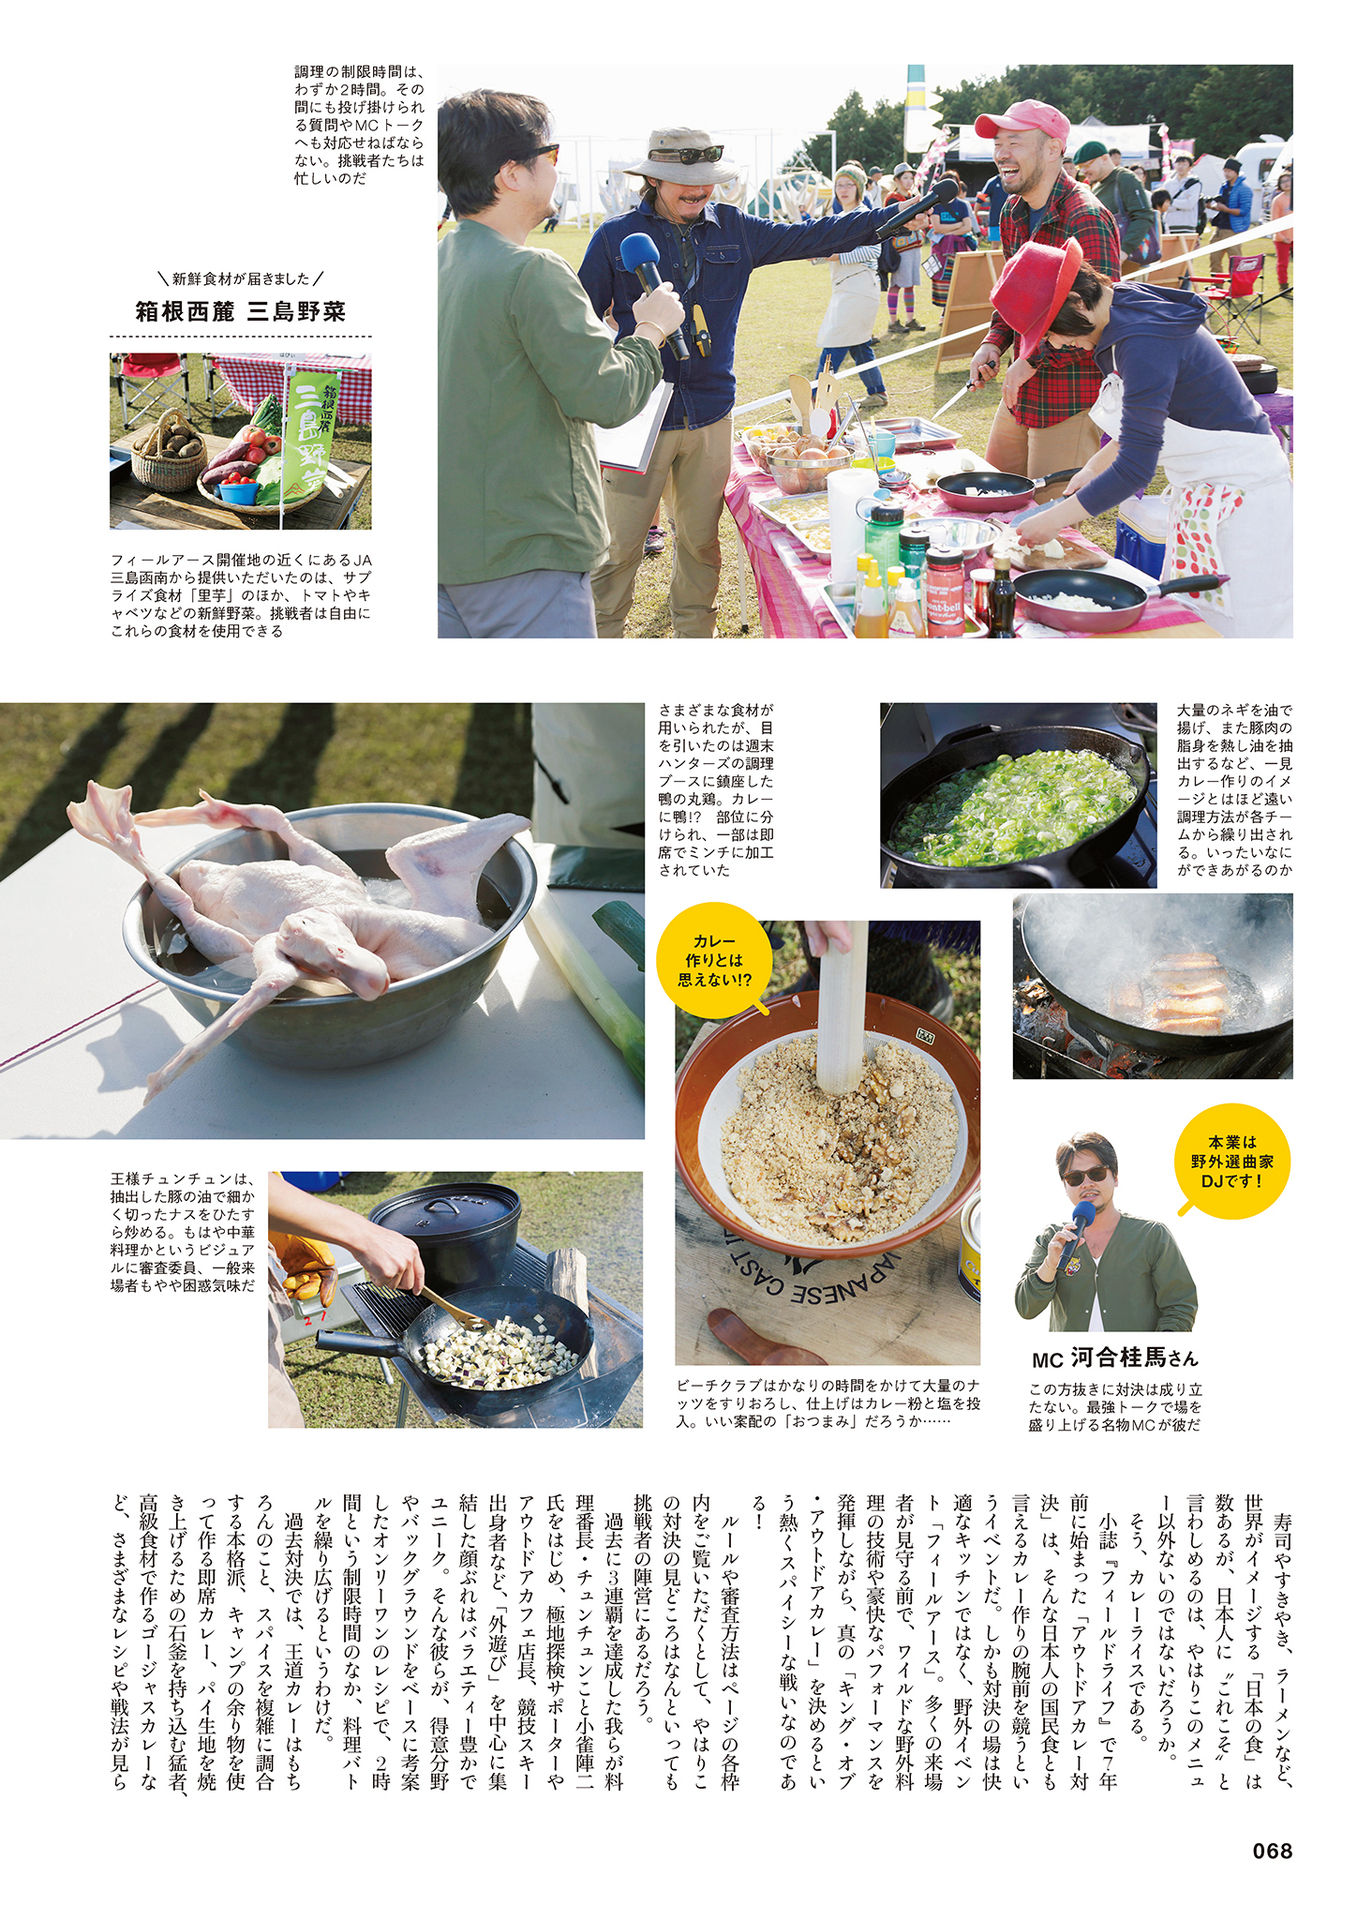 調理の制限時間は、
わずか2時間。その
間にも投げ掛けられ
る質問やMCトーク
へも対応せねばなら
ない。挑戦者たちは
忙しいのだ
新鮮食材が届きました
箱根西麓 三島野菜
箱根西麓
三島野菜
フィールアース開催地の近くにあるJA
三島函南から提供いただいたのは、サプ
ライズ食材「里芋」のほか、トマトやキ
ャベツなどの新鮮野菜。挑戦者は自由に
これらの食材を使用できる
mont-bell
Coleman
さまざまな食材が
用いられたが、目
を引いたのは週末
ハンターズの調理
ブースに鎮座した
鴨の丸鶏。カレー
に鴨!? 部位に分
けられ、一部は即
席でミンチに加工
されていた
大量のネギを油で
揚げ、また豚肉の
脂身を熱し油を抽
出するなど、一見
カレー作りのイメ
ージとはほど遠い
調理方法が各チー
ムから繰り出され
る。いったいなに
ができあがるのか
カレー
作りとは
思えない!?
JAPANESE CAST
本業は
野外選曲家
DJです!
王様チュンチュンは、
抽出した豚の油で細か
く切ったナスをひたす
ら炒める。もはや中華
料理かというビジュア
ルに審査委員、一般来
場者もやや困惑気味だ
27
ビーチクラブはかなりの時間をかけて大量のナ
ッツをすりおろし、仕上げはカレー粉と塩を投
入。いい案配の「おつまみ」だろうか……
MC 河合桂馬さん
この方抜きに対決は成り立
たない。最強トークで場を
盛り上げる名物MCが彼だ
寿司やすきやき、ラーメンなど、
世界がイメージする「日本の食」は
数あるが、日本人に〝これこそ〟と
言わしめるのは、やはりこのメニュ
ー以外ないのではないだろうか。
そう、カレーライスである。
小誌『フィールドライフ』で7年
前に始まった「アウトドアカレー対
決」は、そんな日本人の国民食とも
言えるカレー作りの腕前を競うとい
うイベントだ。しかも対決の場は快
適なキッチンではなく、野外イベン
ト「フィールアース」。多くの来場
者が見守る前で、ワイルドな野外料
理の技術や豪快なパフォーマンスを
発揮しながら、真の「キング・オブ
・アウトドアカレー」を決めるとい
う熱くスパイシーな戦いなのであ
る!
ルールや審査方法はページの各枠
内をご覧いただくとして、やはりこ
の対決の見どころはなんといっても
挑戦者の陣営にあるだろう。
過去に3連覇を達成した我らが料
理番長・チュンチュンこと小雀陣二
氏をはじめ、極地探検サポーターや
アウトドアカフェ店長、競技スキー
出身者など、「外遊び」を中心に集
結した顔ぶれはバラエティー豊かで
ユニーク。そんな彼らが、得意分野
やバックグラウンドをベースに考案
したオンリーワンのレシピで、2時
間という制限時間のなか、料理バト
ルを繰り広げるというわけだ。
過去対決では、王道カレーはもち
ろんのこと、スパイスを複雑に調合
する本格派、キャンプの余り物を使
って作る即席カレー、パイ生地を焼
き上げるための石釜を持ち込む猛者、
高級食材で作るゴージャスカレーな
ど、さまざまなレシピや戦法が見ら
068